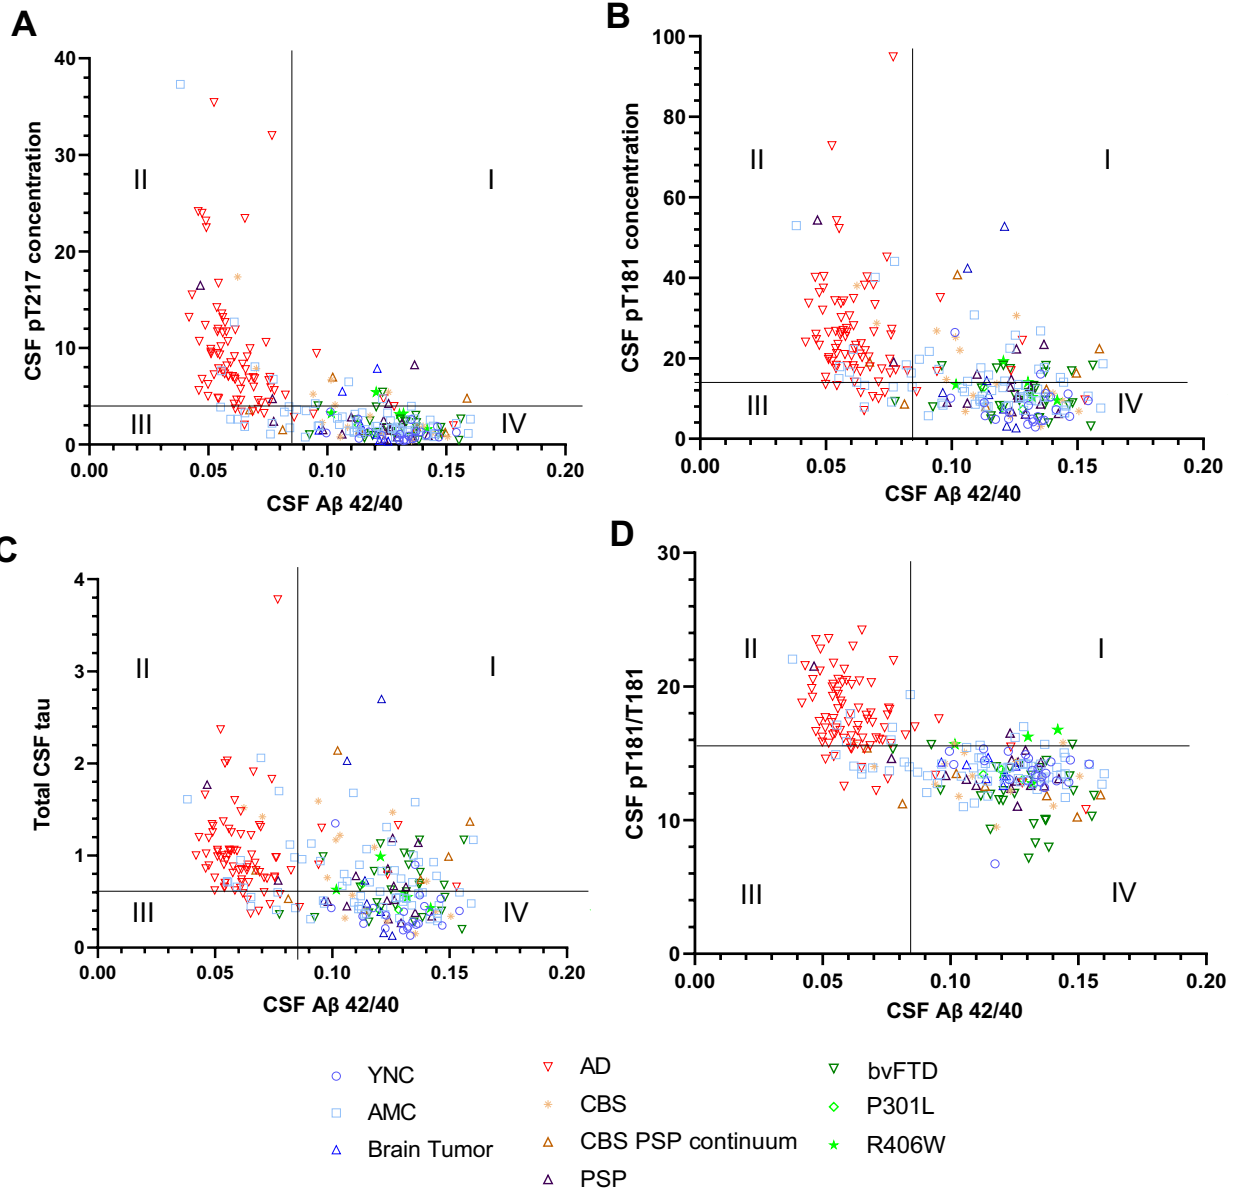 A
CSF pT217 concentration
40
30
20
10
0
II
I
III
IV
0.00
0.05
0.10
0.15
0.20
CSF Aβ 42/40
B
CSF pT181 concentration
100
80
60
40
20
0
II
I
III
IV
0.00
0.05
0.10
0.15
0.20
CSF Aβ 42/40
C
Total CSF tau
4
3
2
1
0
II
I
III
IV
0.00
0.05
0.10
0.15
0.20
CSF Aβ 42/40
D
CSF pT181/T181
30
20
10
0
II
I
III
IV
0.00
0.05
0.10
0.15
0.20
CSF Aβ 42/40
YNC
AMC
Brain Tumor
AD
CBS
CBS PSP continuum
PSP
bvFTD
P301L
R406W